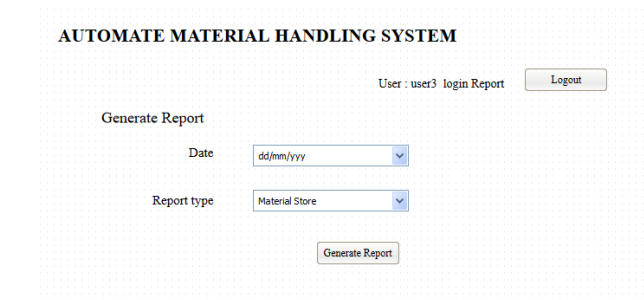 AUTOMATE MATERIAL HANDLING SYSTEM
User : user3 login Report Logout
Generate Report
Date dd/mm/yyy
Report type Material Store
Generate Report